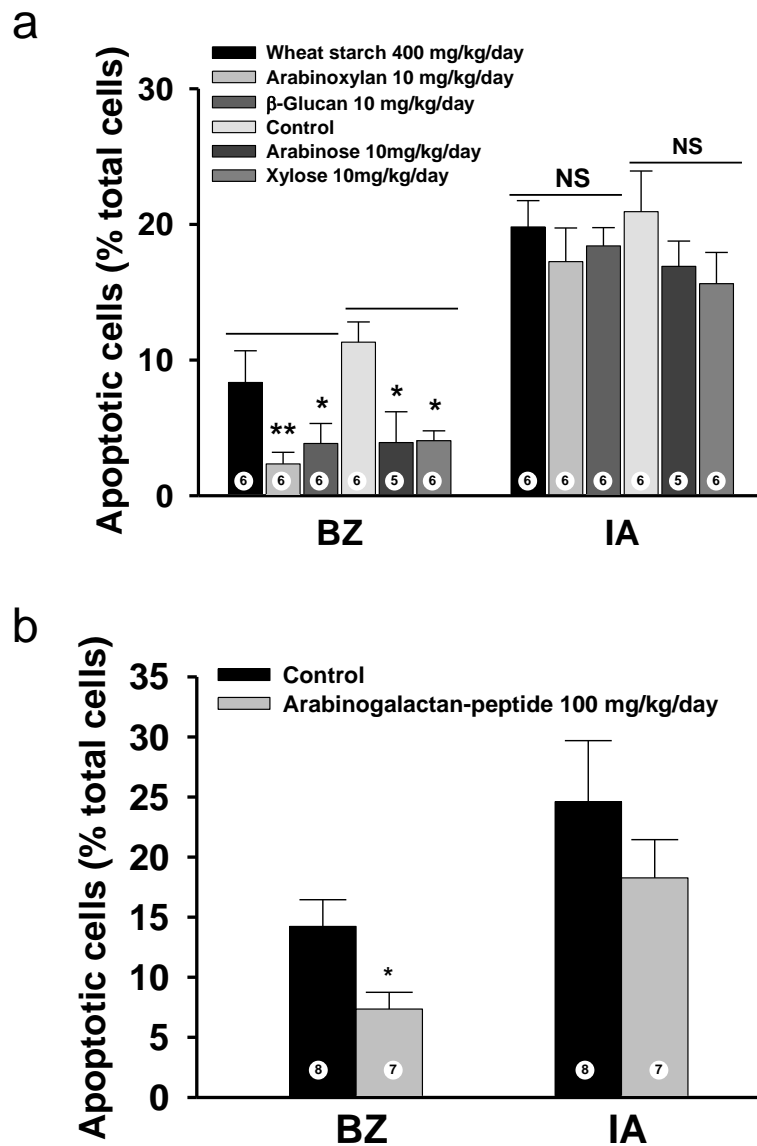 a
Wheat starch 400 mg/kg/day
Arabinoxylan 10 mg/kg/day
β-Glucan 10 mg/kg/day
Control
Arabinose 10mg/kg/day
Xylose 10mg/kg/day
Apoptotic cells (% total cells)
30
20
10
0
NS
NS
**
*
*
*
6
6
6
6
5
6
6
6
6
6
5
6
BZ
IA
b
Control
Arabinogalactan-peptide 100 mg/kg/day
Apoptotic cells (% total cells)
35
30
25
20
15
10
5
0
*
8
7
8
7
BZ
IA